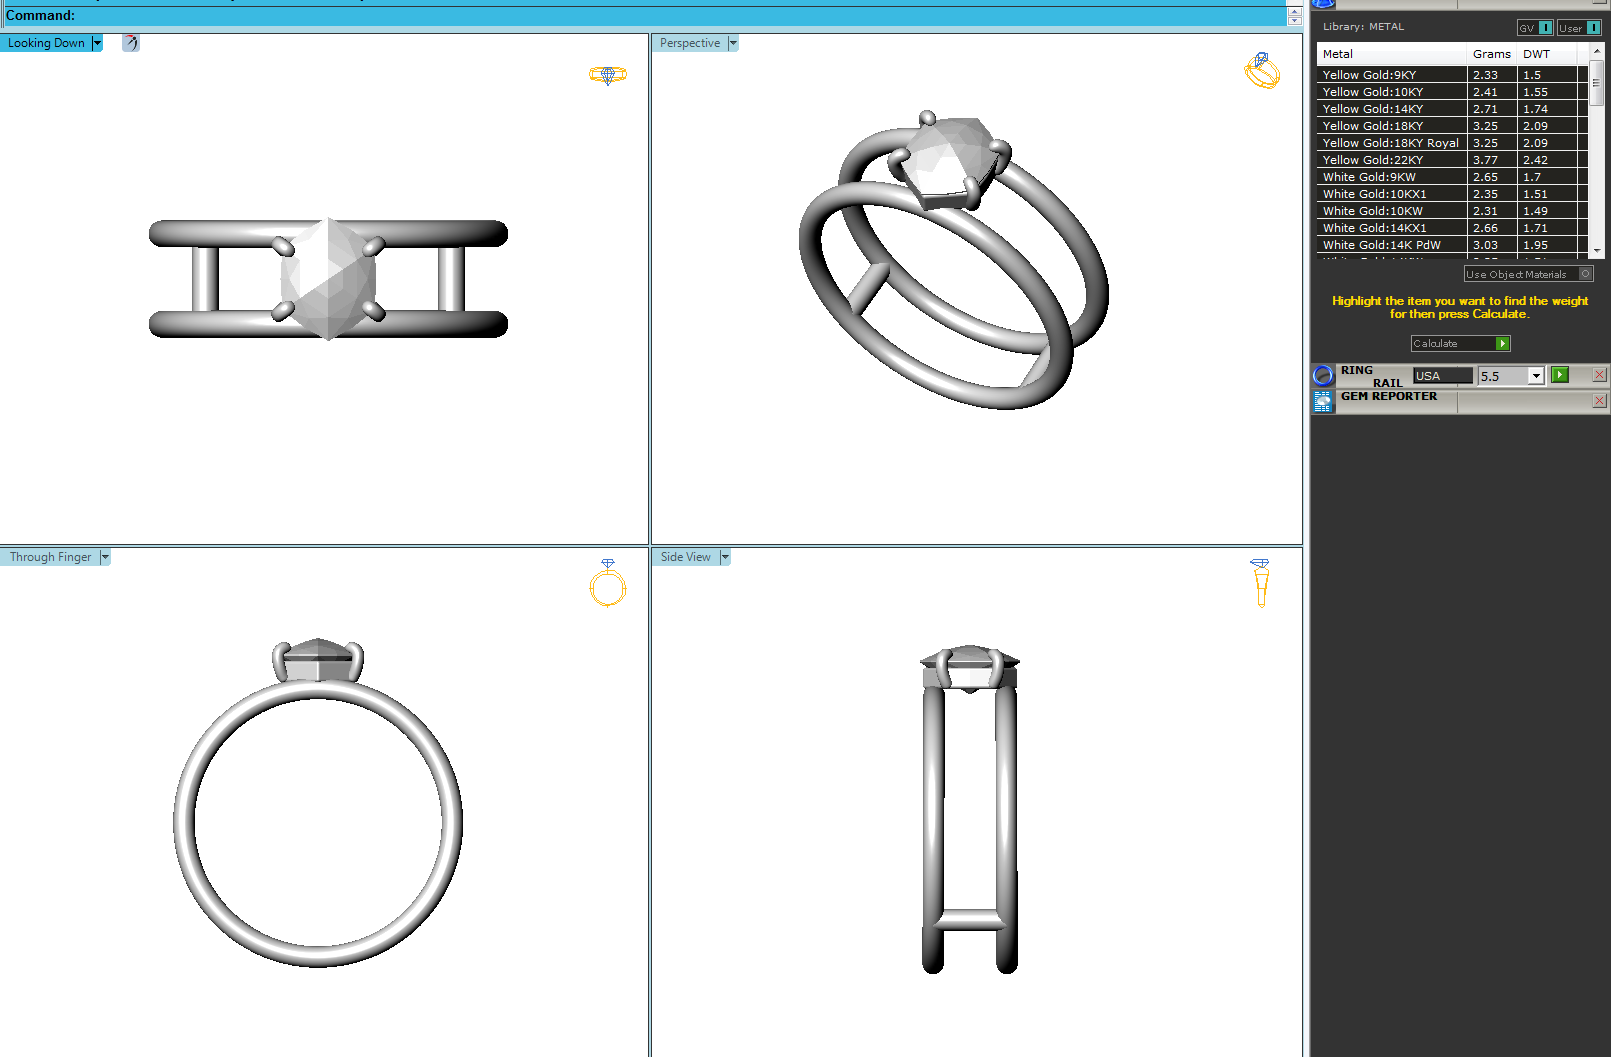 Command:
Looking Down
Perspective
Through Finger
Side View
Library: METAL
GV I User I
Metal Grams DWT
Yellow Gold:9KY 2.33 1.5
Yellow Gold:10KY 2.41 1.55
Yellow Gold:14KY 2.71 1.74
Yellow Gold:18KY 3.25 2.09
Yellow Gold:18KY Royal 3.25 2.09
Yellow Gold:22KY 3.77 2.42
White Gold:9KW 2.65 1.7
White Gold:10KX1 2.35 1.51
White Gold:10KW 2.31 1.49
White Gold:14KX1 2.66 1.71
White Gold:14K PdW 3.03 1.95
Use Object Materials
Highlight the item you want to find the weight
for then press Calculate.
Calculate
RING
RAIL USA 5.5
GEM REPORTER